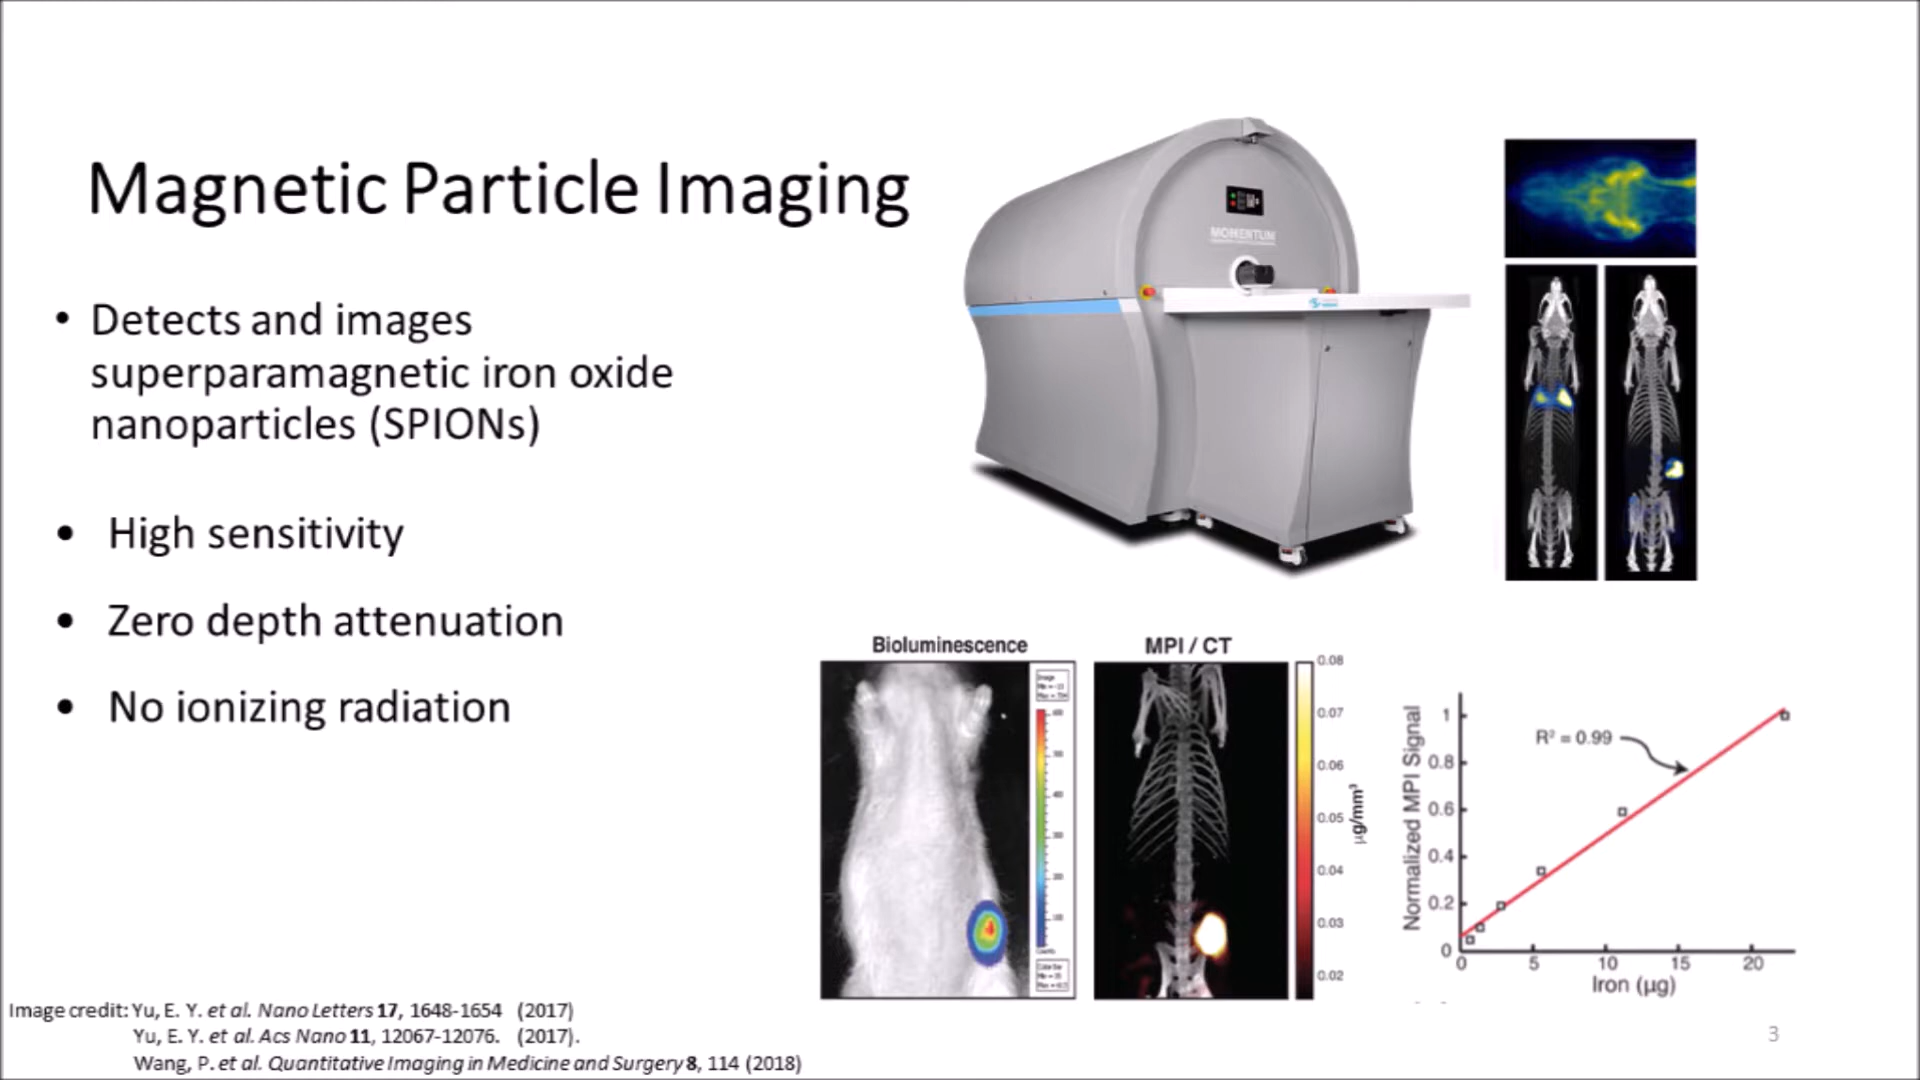 Magnetic Particle Imaging
• Detects and images
superparamagnetic iron oxide
nanoparticles (SPIONs)
• High sensitivity
• Zero depth attenuation
• No ionizing radiation
MOMENTUM
Bioluminescence
MPI / CT
0.08
0.07
0.06
0.05
0.04
0.03
0.02
µg/mm³
Normalized MPI Signal
1
0.8
0.6
0.4
0.2
0
R² = 0.99
0 5 10 15 20
Iron (µg)
Image credit: Yu, E. Y. et al. Nano Letters 17, 1648-1654 (2017)
Yu, E. Y. et al. Acs Nano 11, 12067-12076. (2017).
Wang, P. et al. Quantitative Imaging in Medicine and Surgery 8, 114 (2018)
3